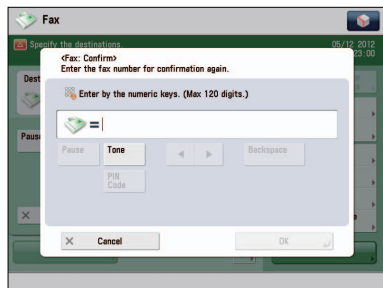 Fax
Specify the destinations.
05/12 2012
23:00
<Fax: Confirm>
Enter the fax number for confirmation again.
Dest
Enter by the numeric keys. (Max 120 digits.)
=
Pause
Pause
Tone
Backspace
PIN
Code
× Cancel
OK